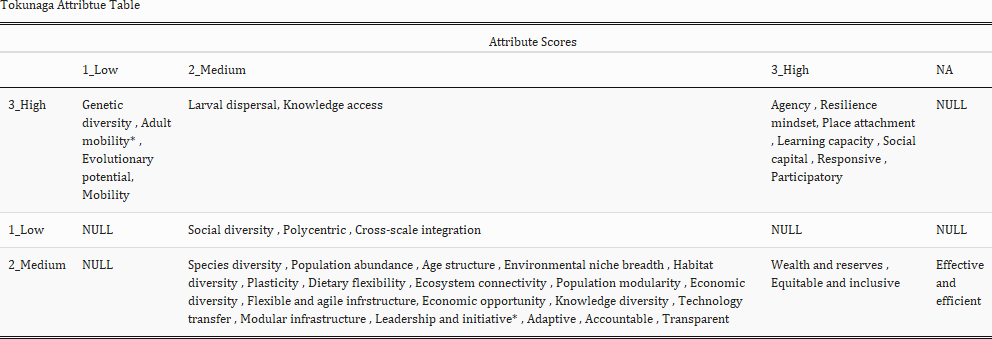 Tokunaga Attribtue Table
Attribute Scores
1_Low 2_Medium 3_High NA
3_High Genetic diversity , Adult mobility* , Evolutionary potential, Mobility Larval dispersal, Knowledge access Agency , Resilience mindset, Place attachment , Learning capacity , Social capital , Responsive , Participatory NULL
1_Low NULL Social diversity , Polycentric , Cross-scale integration NULL NULL
2_Medium NULL Species diversity , Population abundance , Age structure , Environmental niche breadth , Habitat diversity , Plasticity , Dietary flexibility , Ecosystem connectivity , Population modularity , Economic diversity , Flexible and agile infrstructure, Economic opportunity , Knowledge diversity , Technology transfer , Modular infrastructure , Leadership and initiative* , Adaptive , Accountable , Transparent Wealth and reserves , Equitable and inclusive Effective and efficient